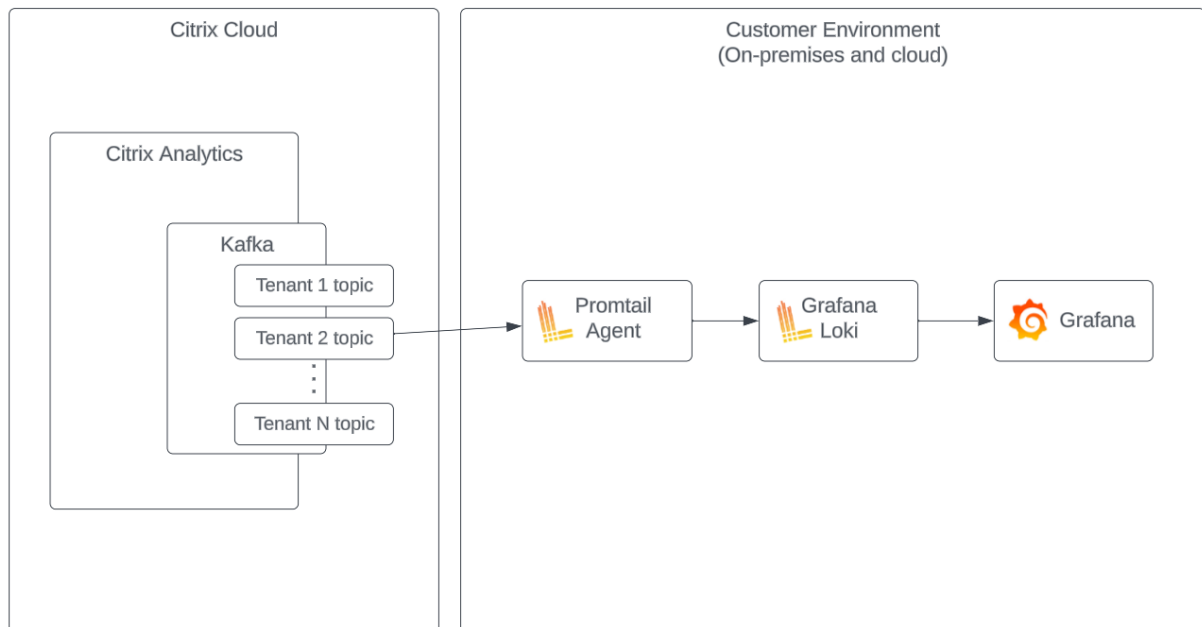 Citrix Cloud
Customer Environment
(On-premises and cloud)
Citrix Analytics
Kafka
Tenant 1 topic
Tenant 2 topic
Tenant N topic
Promtail
Agent
Grafana
Loki
Grafana